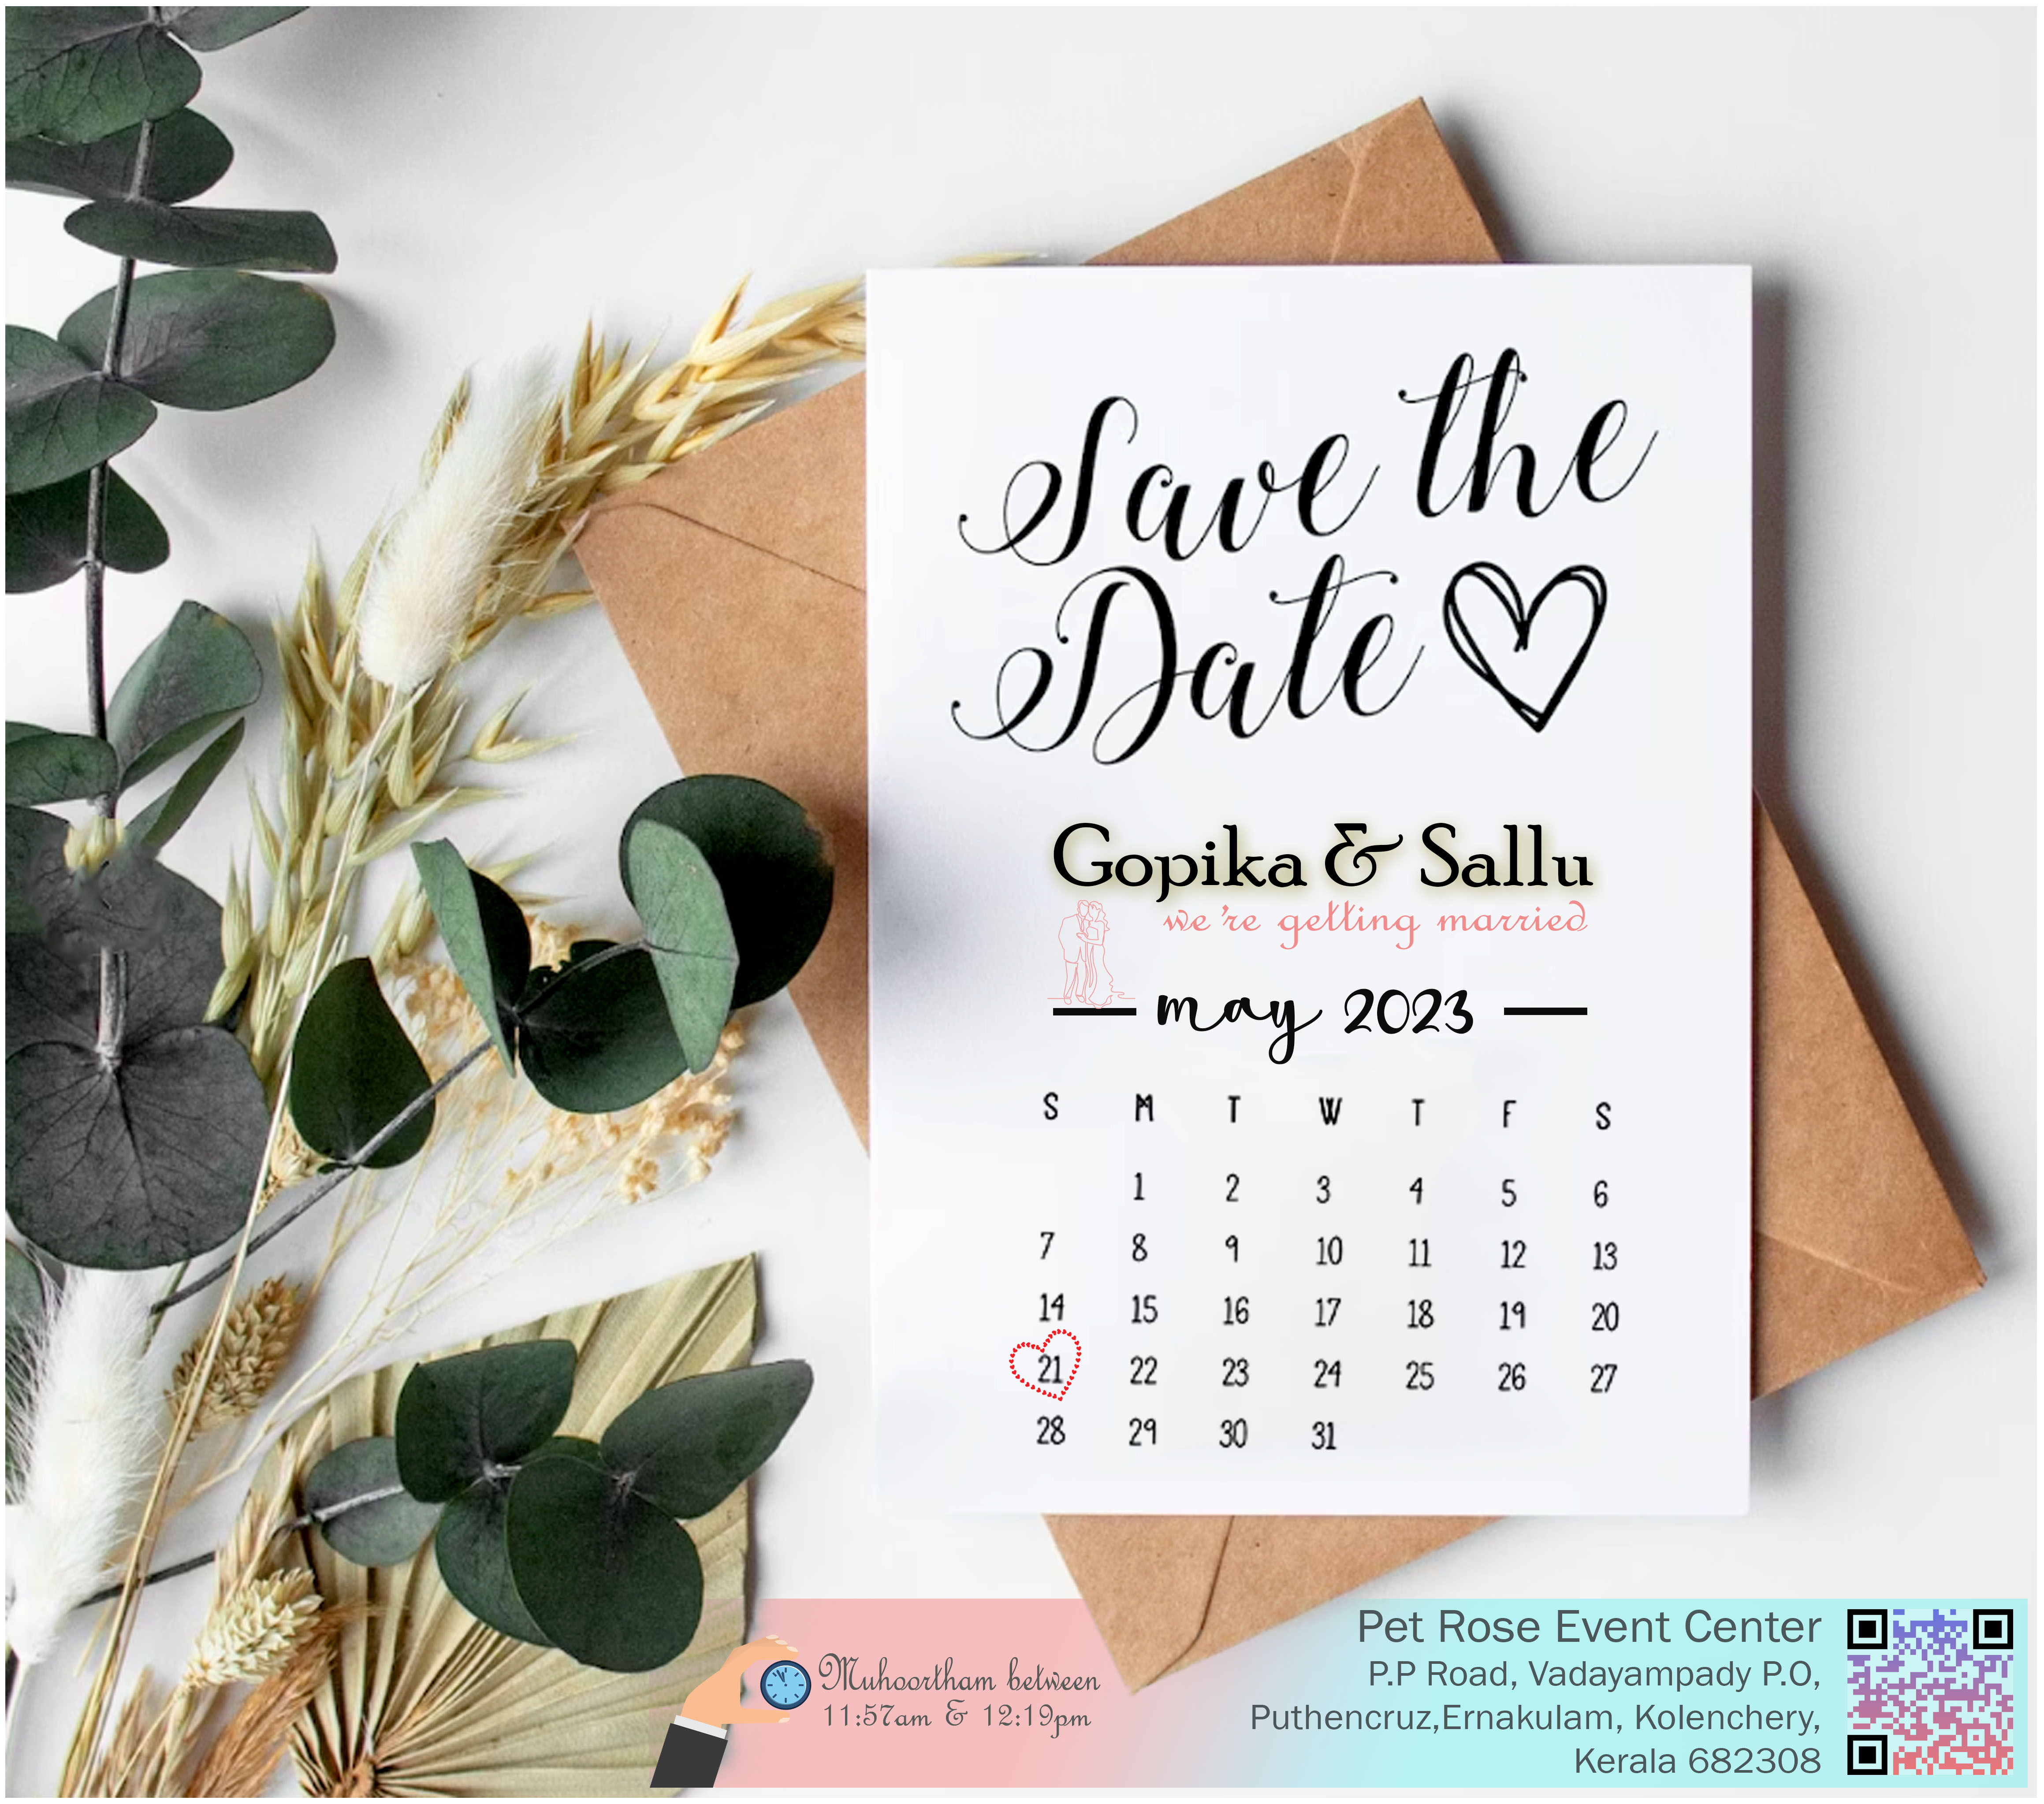 Save the
Date
Gopika & Sallu
we're getting married
may 2023
S M T W T F S
1 2 3 4 5 6
7 8 9 10 11 12 13
14 15 16 17 18 19 20
21 22 23 24 25 26 27
28 29 30 31
Muhoortham between
11:57am & 12:19pm
Pet Rose Event Center
P.P Road, Vadayampady P.O,
Puthencruz,Ernakulam, Kolenchery,
Kerala 682308